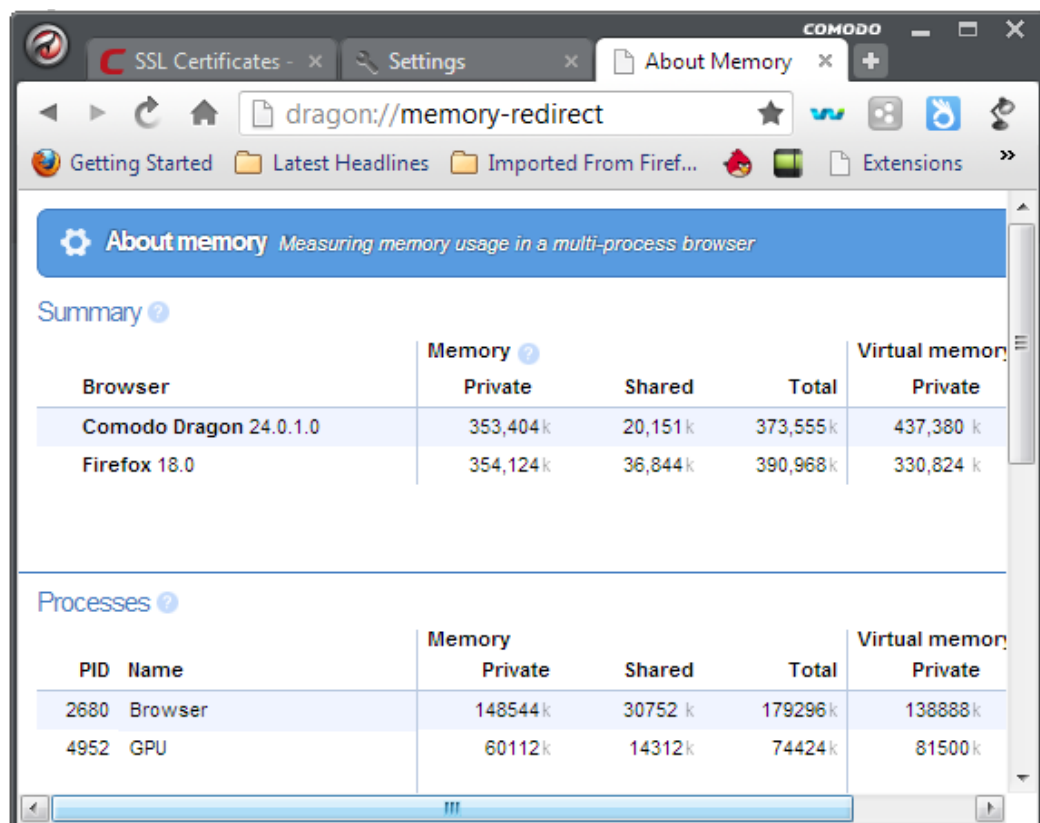 COMODO
SSL Certificates - Settings About Memory
dragon://memory-redirect
Getting Started Latest Headlines Imported From Firef... Extensions »
About memory Measuring memory usage in a multi-process browser
Summary ?
Memory ? Virtual memory
Browser Private Shared Total Private
Comodo Dragon 24.0.1.0 353,404k 20,151k 373,555k 437,380 k
Firefox 18.0 354,124k 36,844k 390,968k 330,824 k
Processes ?
Memory Virtual memory
PID Name Private Shared Total Private
2680 Browser 148544k 30752 k 179296k 138888k
4952 GPU 60112k 14312k 74424k 81500k